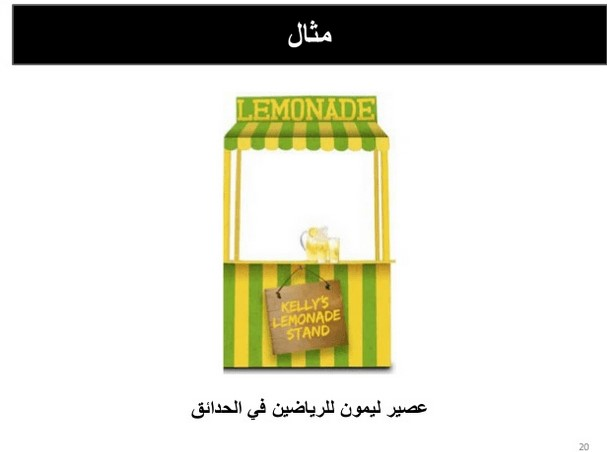 مثال
LEMONADE
KELLY'S
LEMONADE
STAND
عصير ليمون للرياضين في الحدائق
20